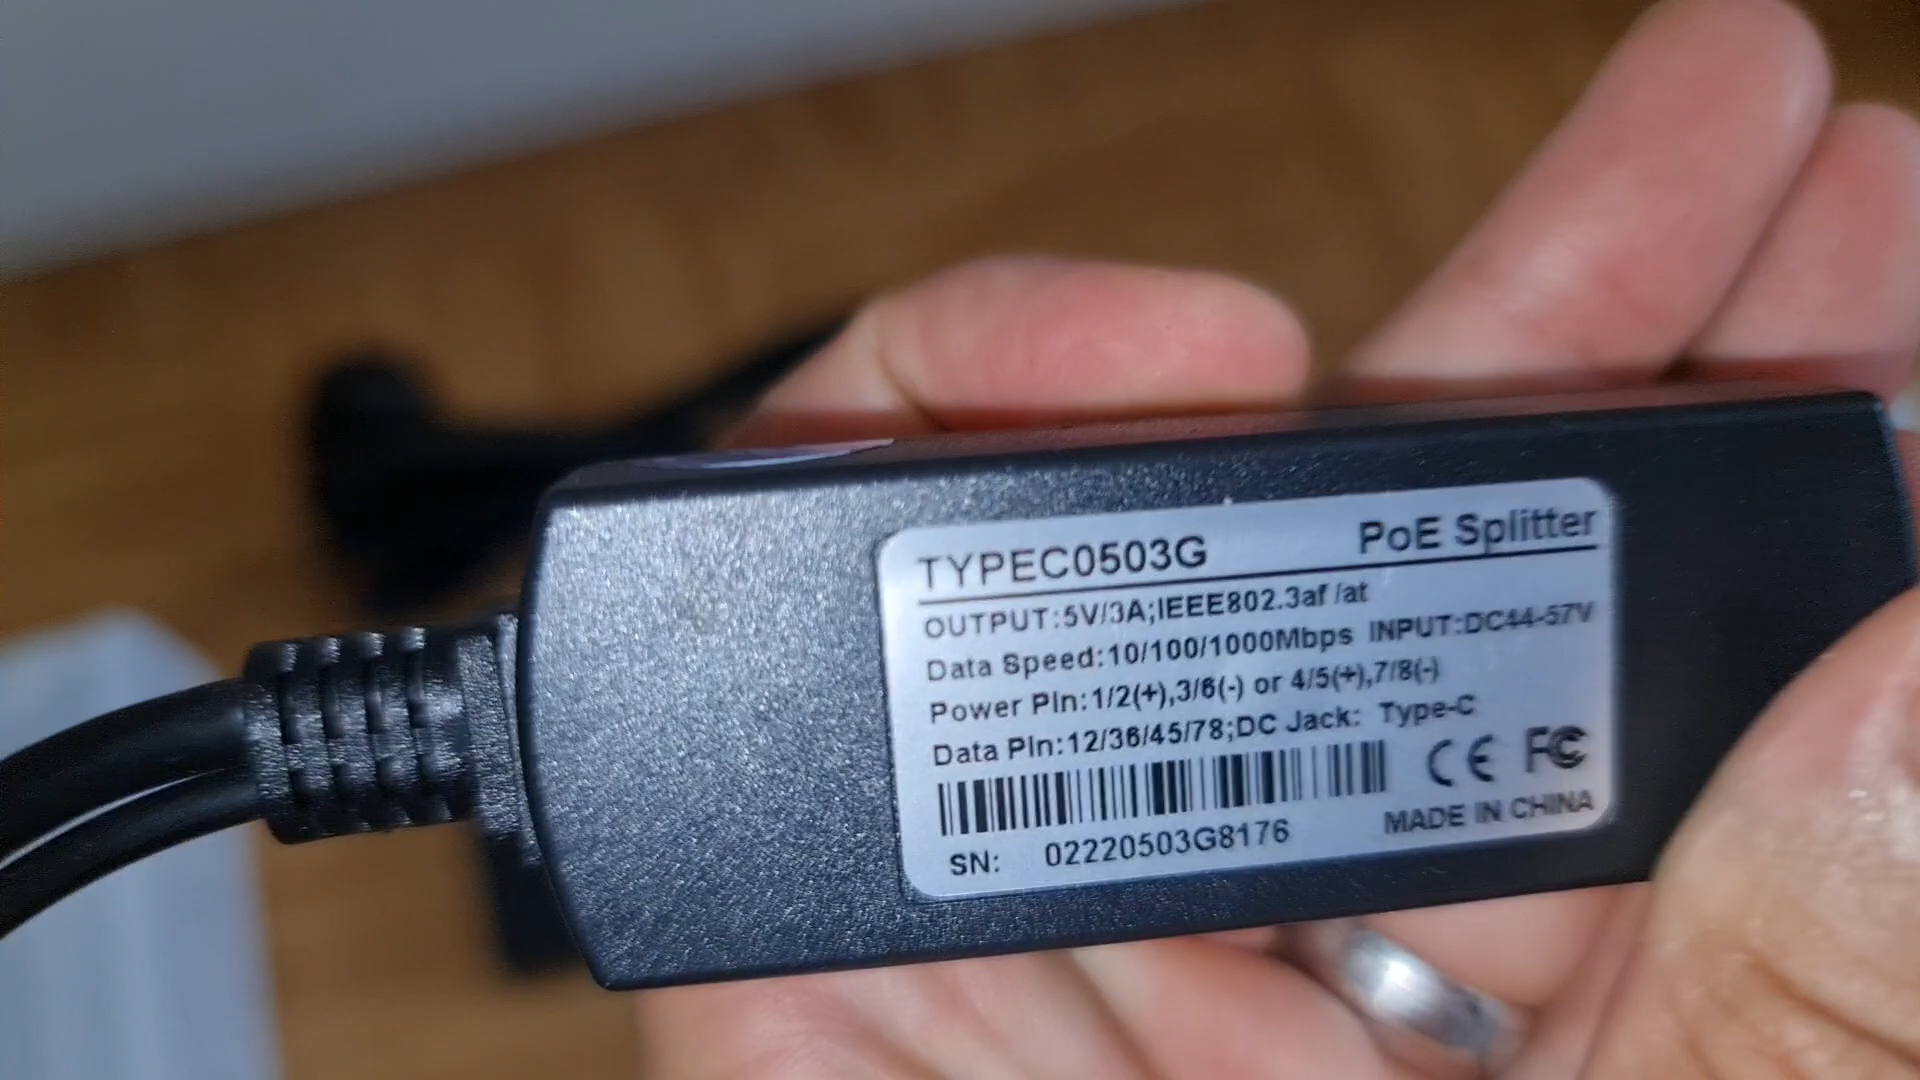 TYPEC0503G PoE Splitter
OUTPUT:5V/3A;IEEE802.3af /at
Data Speed:10/100/1000Mbps INPUT:DC44-57V
Power Pin:1/2(+),3/6(-) or 4/5(+),7/8(-)
Data Pin:12/36/45/78;DC Jack: Type-C
CE FC
SN: 02220503G8176 MADE IN CHINA